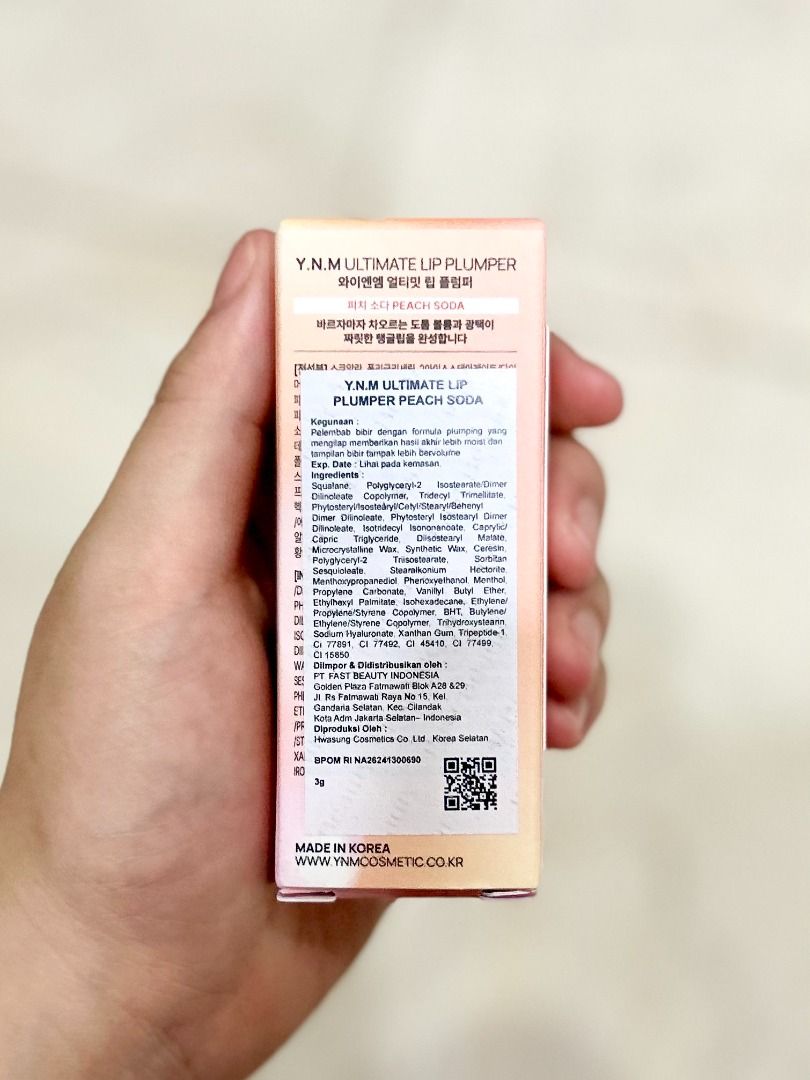 Y.N.M ULTIMATE LIP PLUMPER
와이엔엠 얼티밋 립 플럼퍼
피치 소다 PEACH SODA
바르자마자 차오르는 도톰 볼륨과 광택이
짜릿한 탱글립을 완성합니다
Y.N.M ULTIMATE LIP
PLUMPER PEACH SODA
Kegunaan :
Pelembab bibir dengan formula plumping yang
mengilap memberikan hasil akhir lebih moist dan
tampilan bibir tampak lebih bervolume
Exp. Date : Lihat pada kemasan.
Ingredients :
Squalane, Polyglyceryl-2 Isostearate/Dimer
Dilinoleate Copolymer, Tridecyl Trimellitate,
Phytosteryl/Isostearyl/Cetyl/Stearyl/Behenyl
Dimer Dilinoleate, Phytosteryl Isostearyl Dimer
Dilinoleate, Isotridecyl Isononanoate, Caprylic/
Capric Triglyceride, Diisostearyl Malate,
Microcrystalline Wax, Synthetic Wax, Ceresin,
Polyglyceryl-2 Triisostearate, Sorbitan
Sesquioleate, Stearalkonium Hectorite,
Menthoxypropanediol, Phenoxyethanol, Menthol,
Propylene Carbonate, Vanillyl Butyl Ether,
Ethylhexyl Palmitate, Isohexadecane, Ethylene/
Propylene/Styrene Copolymer, BHT, Butylene/
Ethylene/Styrene Copolymer, Trihydroxystearin,
Sodium Hyaluronate, Xanthan Gum, Tripeptide-1,
Ci 77891, CI 77492, CI 45410, CI 77499,
CI 15850
Diimpor & Didistribusikan oleh :
PT. FAST BEAUTY INDONESIA
Golden Plaza Fatmawati Blok A28 &29,
Jl. Rs Fatmawati Raya No 15, Kel.
Gandaria Selatan, Kec. Cilandak
Kota Adm Jakarta Selatan– Indonesia
Diproduksi Oleh :
Hwasung Cosmetics Co.,Ltd., Korea Selatan
BPOM RI NA26241300690
3g
MADE IN KOREA
WWW.YNMCOSMETIC.CO.KR